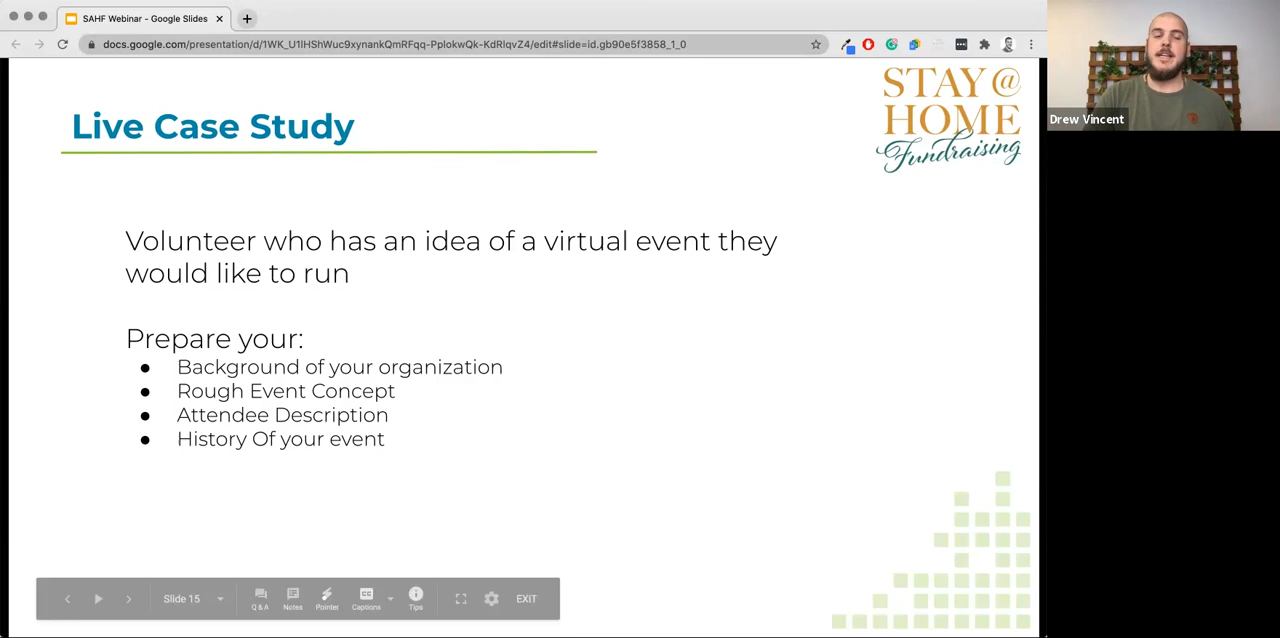 SAHF Webinar - Google Slides
docs.google.com/presentation/d/1WK_U1lHShWuc9xynankQmRFqq-PplokwQk-KdRlqvZ4/edit#slide=id.gb90e5f3858_1_0
STAY @
HOME
Fundraising
Drew Vincent
Live Case Study
Volunteer who has an idea of a virtual event they
would like to run
Prepare your:
● Background of your organization
● Rough Event Concept
● Attendee Description
● History Of your event
Slide 15
Q & A
Notes
Pointer
CC
Captions
Tips
EXIT